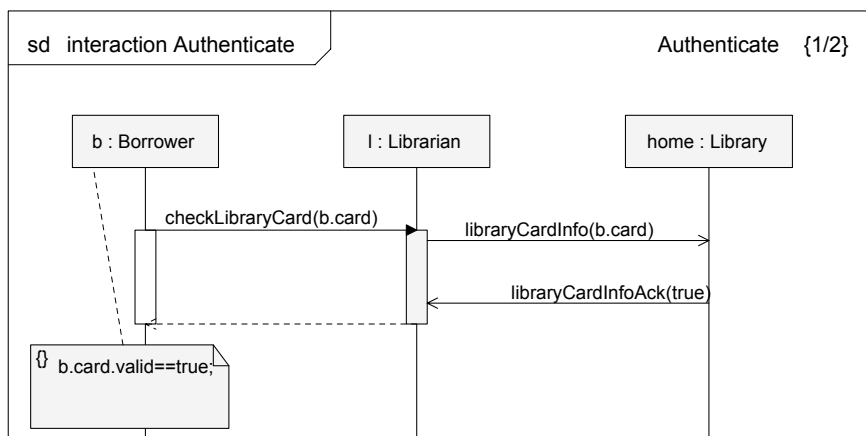 sd interaction Authenticate
Authenticate {1/2}
b : Borrower
l : Librarian
home : Library
checkLibraryCard(b.card)
libraryCardInfo(b.card)
libraryCardInfoAck(true)
{} b.card.valid==true;